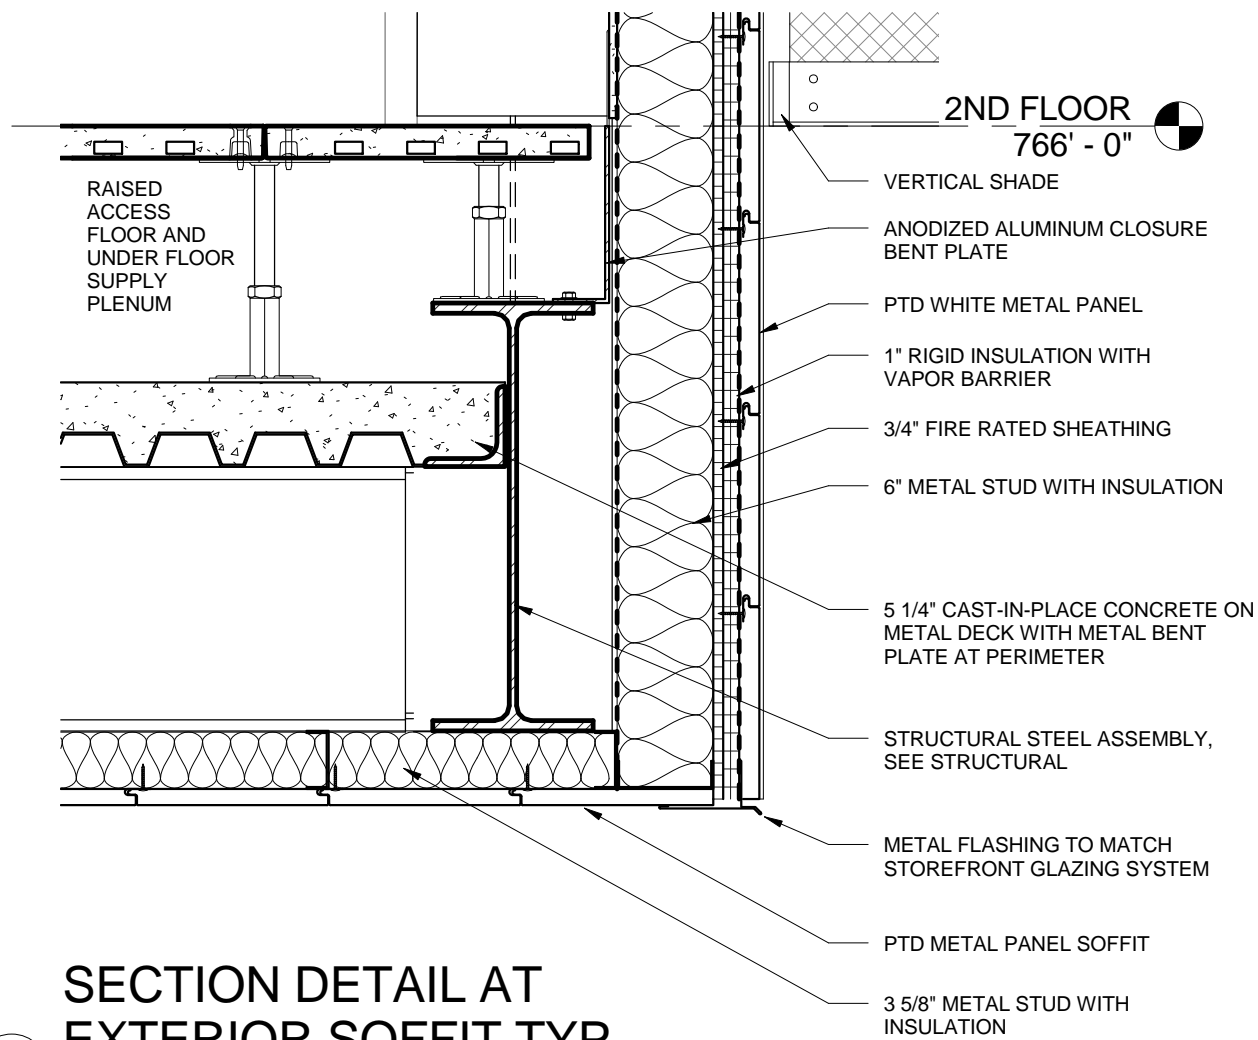 2ND FLOOR
766' - 0"
RAISED
ACCESS
FLOOR AND
UNDER FLOOR
SUPPLY
PLENUM
VERTICAL SHADE
ANODIZED ALUMINUM CLOSURE
BENT PLATE
PTD WHITE METAL PANEL
1" RIGID INSULATION WITH
VAPOR BARRIER
3/4" FIRE RATED SHEATHING
6" METAL STUD WITH INSULATION
5 1/4" CAST-IN-PLACE CONCRETE ON
METAL DECK WITH METAL BENT
PLATE AT PERIMETER
STRUCTURAL STEEL ASSEMBLY,
SEE STRUCTURAL
METAL FLASHING TO MATCH
STOREFRONT GLAZING SYSTEM
PTD METAL PANEL SOFFIT
3 5/8" METAL STUD WITH
INSULATION
SECTION DETAIL AT
EXTERIOR SOFFIT TYP